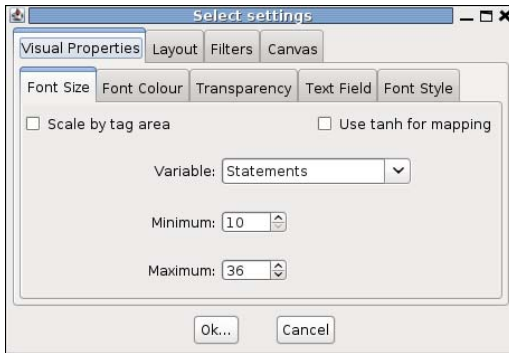 Select settings
Visual Properties Layout Filters Canvas
Font Size Font Colour Transparency Text Field Font Style
Scale by tag area Use tanh for mapping
Variable: Statements
Minimum: 10
Maximum: 36
Ok... Cancel